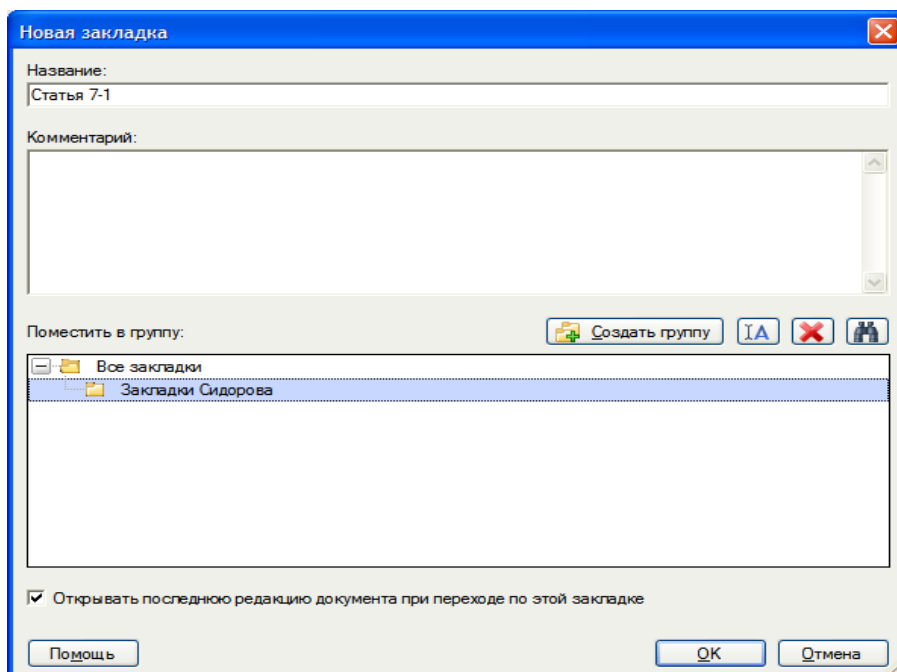 Новая закладка
Название:
Статья 7-1
Комментарий:
Поместить в группу:
Создать группу
IA
Все закладки
Закладки Сидорова
Открывать последнюю редакцию документа при переходе по этой закладке
Помощь
OK
Отмена